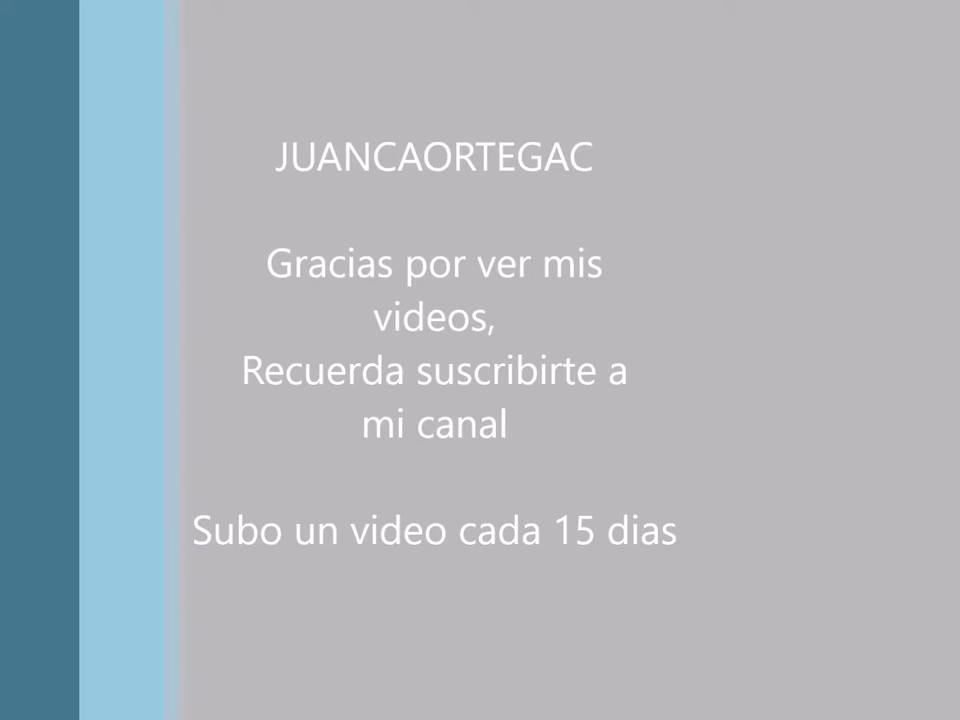 JUANCAORTEGAC
Gracias por ver mis
videos,
Recuerda suscribirte a
mi canal
Subo un video cada 15 dias